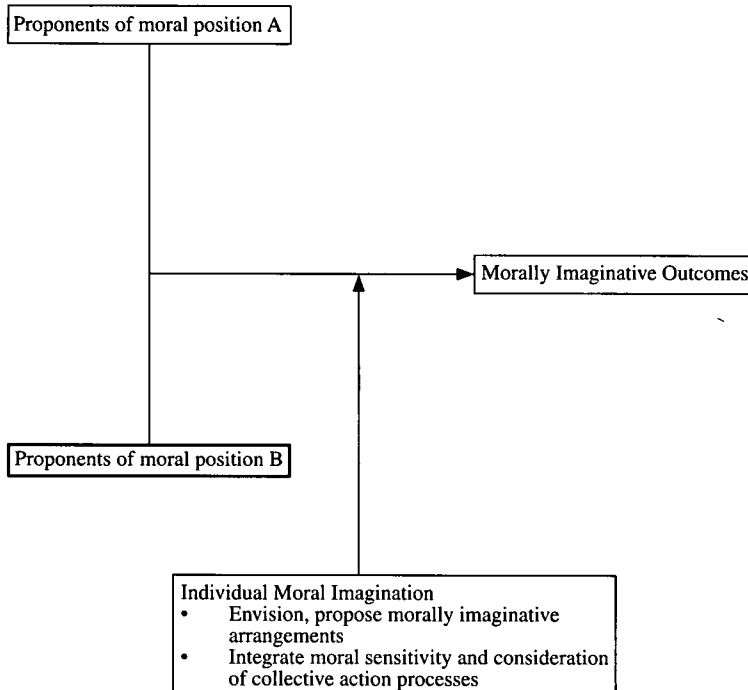 Proponents of moral position A
Morally Imaginative Outcomes
Proponents of moral position B
Individual Moral Imagination
• Envision, propose morally imaginative
arrangements
• Integrate moral sensitivity and consideration
of collective action processes